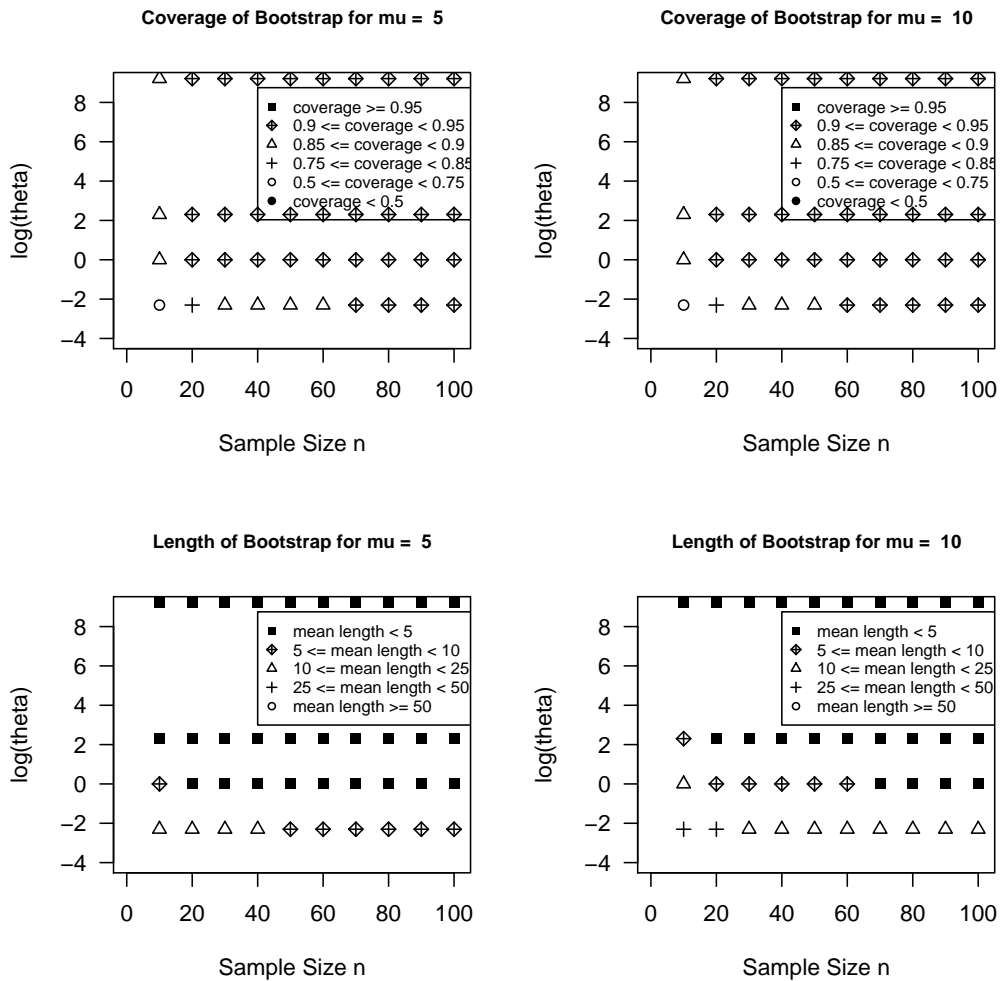 Coverage of Bootstrap for mu = 5
log(theta)
8
6
4
2
0
−2
−4
coverage >= 0.95
0.9 <= coverage < 0.95
0.85 <= coverage < 0.9
0.75 <= coverage < 0.85
0.5 <= coverage < 0.75
coverage < 0.5
0 20 40 60 80 100
Sample Size n
Coverage of Bootstrap for mu = 10
log(theta)
8
6
4
2
0
−2
−4
coverage >= 0.95
0.9 <= coverage < 0.95
0.85 <= coverage < 0.9
0.75 <= coverage < 0.85
0.5 <= coverage < 0.75
coverage < 0.5
0 20 40 60 80 100
Sample Size n
Length of Bootstrap for mu = 5
log(theta)
8
6
4
2
0
−2
−4
mean length < 5
5 <= mean length < 10
10 <= mean length < 25
25 <= mean length < 50
mean length >= 50
0 20 40 60 80 100
Sample Size n
Length of Bootstrap for mu = 10
log(theta)
8
6
4
2
0
−2
−4
mean length < 5
5 <= mean length < 10
10 <= mean length < 25
25 <= mean length < 50
mean length >= 50
0 20 40 60 80 100
Sample Size n